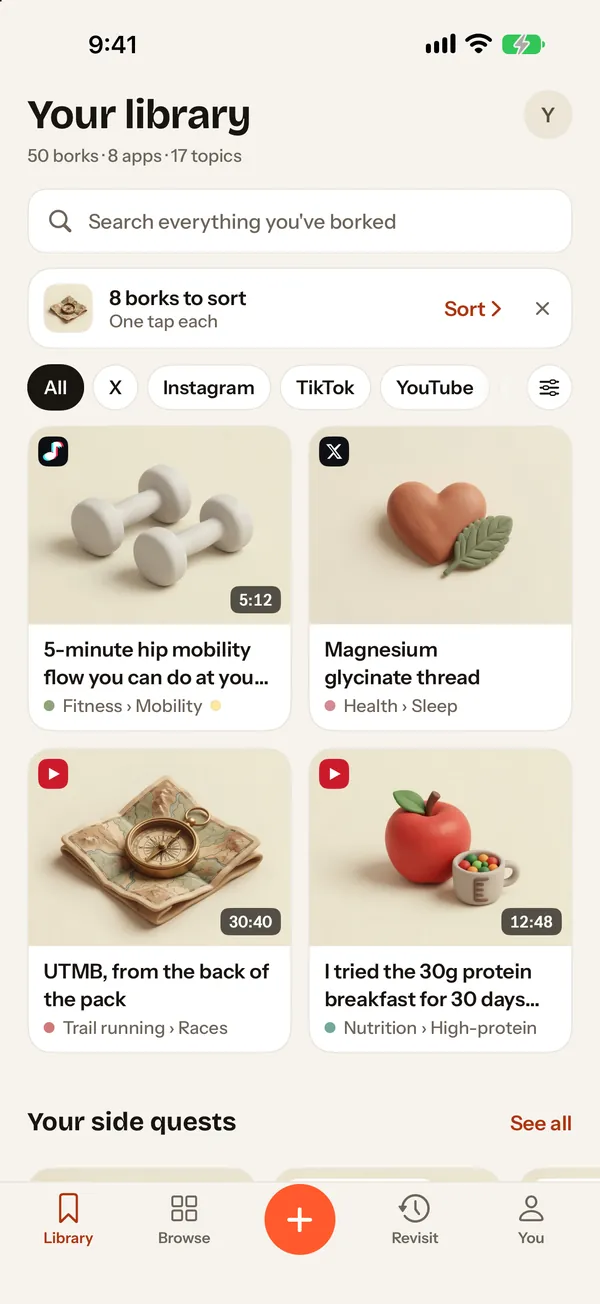 9:41
Your library
Y
50 borks · 8 apps · 17 topics
Search everything you've borked
8 borks to sort
One tap each
Sort
All
X
Instagram
TikTok
YouTube
5:12
5-minute hip mobility
flow you can do at you...
Fitness › Mobility
Magnesium
glycinate thread
Health › Sleep
30:40
UTMB, from the back of
the pack
Trail running › Races
12:48
I tried the 30g protein
breakfast for 30 days...
Nutrition › High-protein
Your side quests
See all
Library
Browse
Revisit
You